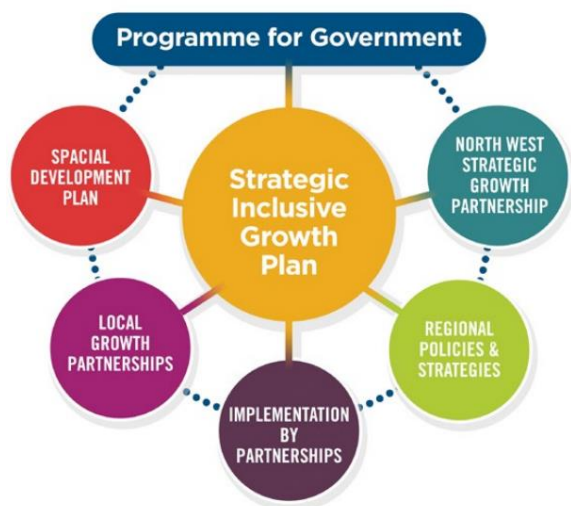 Programme for Government
SPACIAL
DEVELOPMENT
PLAN
Strategic
Inclusive
Growth
Plan
NORTH WEST
STRATEGIC
GROWTH
PARTNERSHIP
LOCAL
GROWTH
PARTNERSHIPS
REGIONAL
POLICIES &
STRATEGIES
IMPLEMENTATION
BY
PARTNERSHIPS